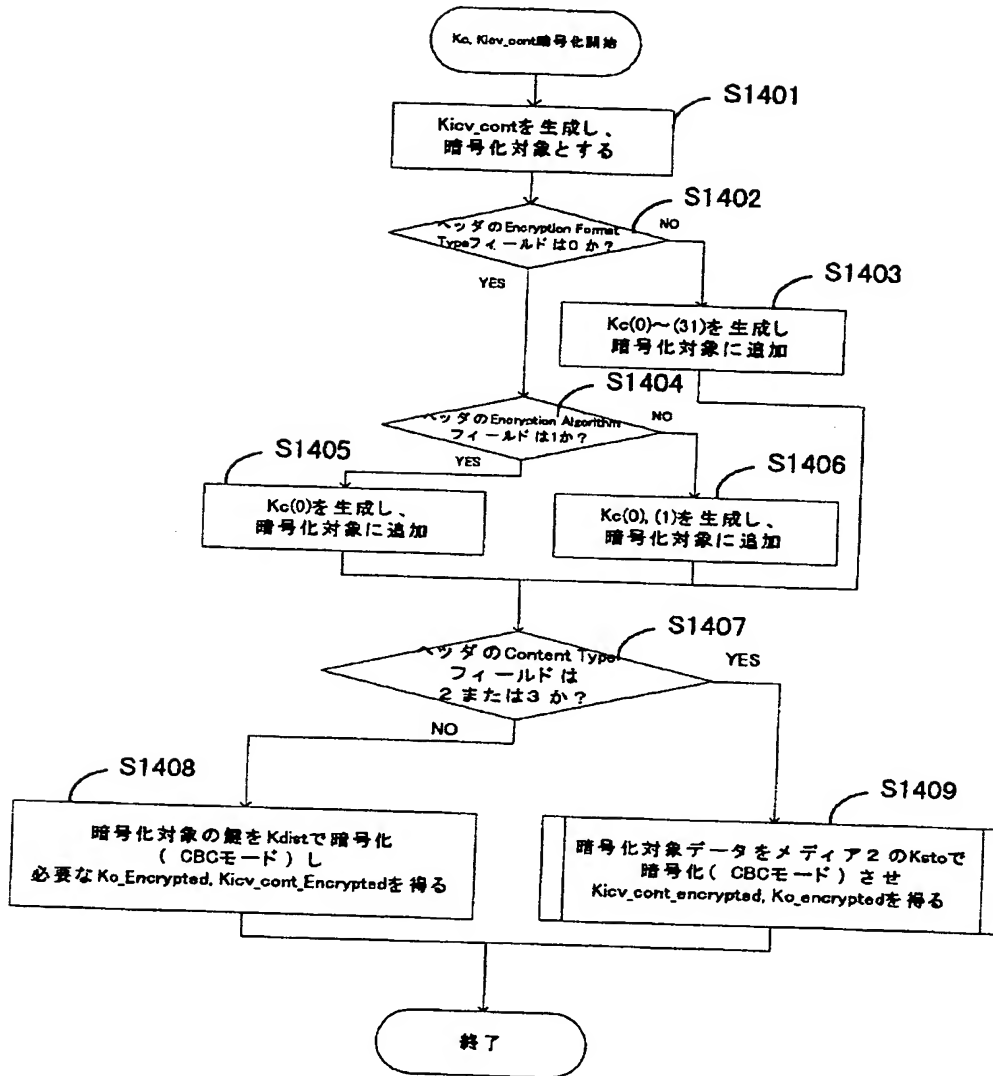 Kc, Kicv_cont暗号化開始
S1401
Kicv_contを生成し、
暗号化対象とする
S1402
ヘッダのEncryption Format
Typeフィールドは0か？
NO
YES
S1403
Kc(0)～(31)を生成し
暗号化対象に追加
S1404
ヘッダのEncryption Algorithm
フィールドは1か？
NO
YES
S1405
Kc(0)を生成し、
暗号化対象に追加
S1406
Kc(0), (1)を生成し、
暗号化対象に追加
S1407
ヘッダのContent Type
フィールドは
2または3か？
YES
NO
S1408
暗号化対象の鍵をKdistで暗号化
(CBCモード)し
必要なKc_Encrypted, Kicv_cont_Encryptedを得る
S1409
暗号化対象データをメディア2のKstoで
暗号化(CBCモード)させ
Kicv_cont_encrypted, Kc_encryptedを得る
終了